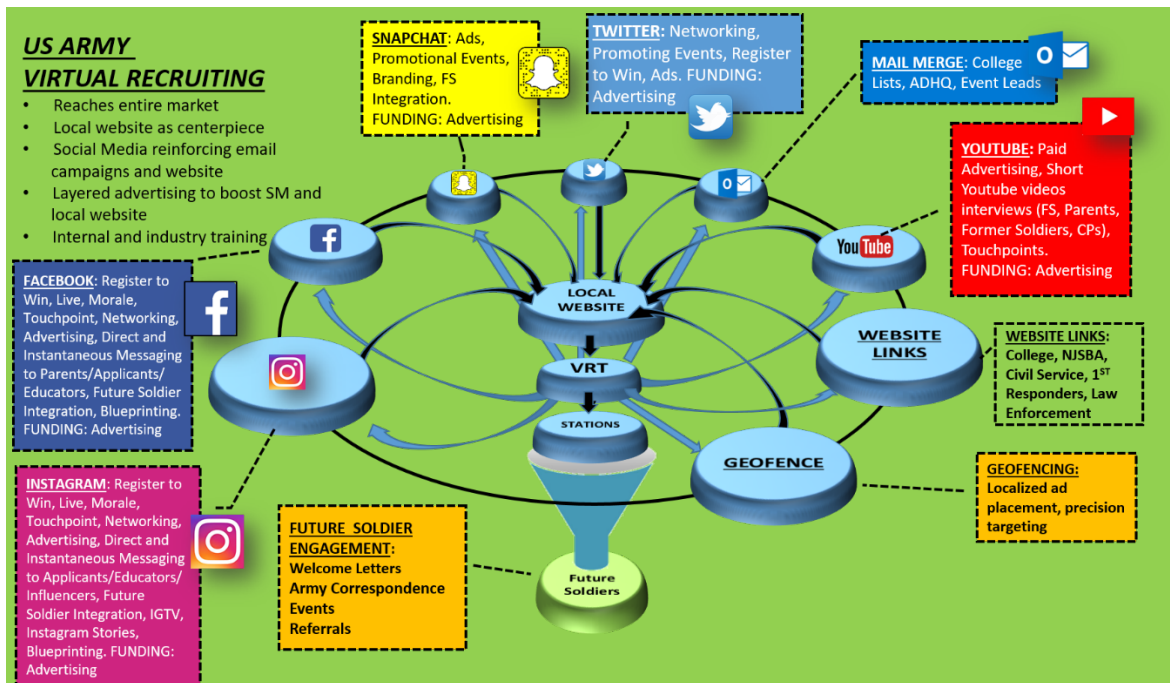 US ARMY
VIRTUAL RECRUITING
• Reaches entire market
• Local website as centerpiece
• Social Media reinforcing email
campaigns and website
• Layered advertising to boost SM and
local website
• Internal and industry training
SNAPCHAT: Ads,
Promotional Events,
Branding, FS
Integration.
FUNDING: Advertising
TWITTER: Networking,
Promoting Events, Register
to Win, Ads. FUNDING:
Advertising
MAIL MERGE: College
Lists, ADHQ, Event Leads
YOUTUBE: Paid
Advertising, Short
Youtube videos
interviews (FS, Parents,
Former Soldiers, CPs),
Touchpoints.
FUNDING: Advertising
FACEBOOK: Register to
Win, Live, Morale,
Touchpoint, Networking,
Advertising, Direct and
Instantaneous Messaging
to Parents/Applicants/
Educators, Future Soldier
Integration, Blueprinting.
FUNDING: Advertising
You Tube
LOCAL
WEBSITE
VRT
STATIONS
WEBSITE
LINKS
GEOFENCE
WEBSITE LINKS:
College, NJSBA,
Civil Service, 1ST
Responders, Law
Enforcement
GEOFENCING:
Localized ad
placement, precision
targeting
INSTAGRAM: Register to
Win, Live, Morale,
Touchpoint, Networking,
Advertising, Direct and
Instantaneous Messaging
to Applicants/Educators/
Influencers, Future
Soldier Integration, IGTV,
Instagram Stories,
Blueprinting. FUNDING:
Advertising
FUTURE SOLDIER
ENGAGEMENT:
Welcome Letters
Army Correspondence
Events
Referrals
Future
Soldiers